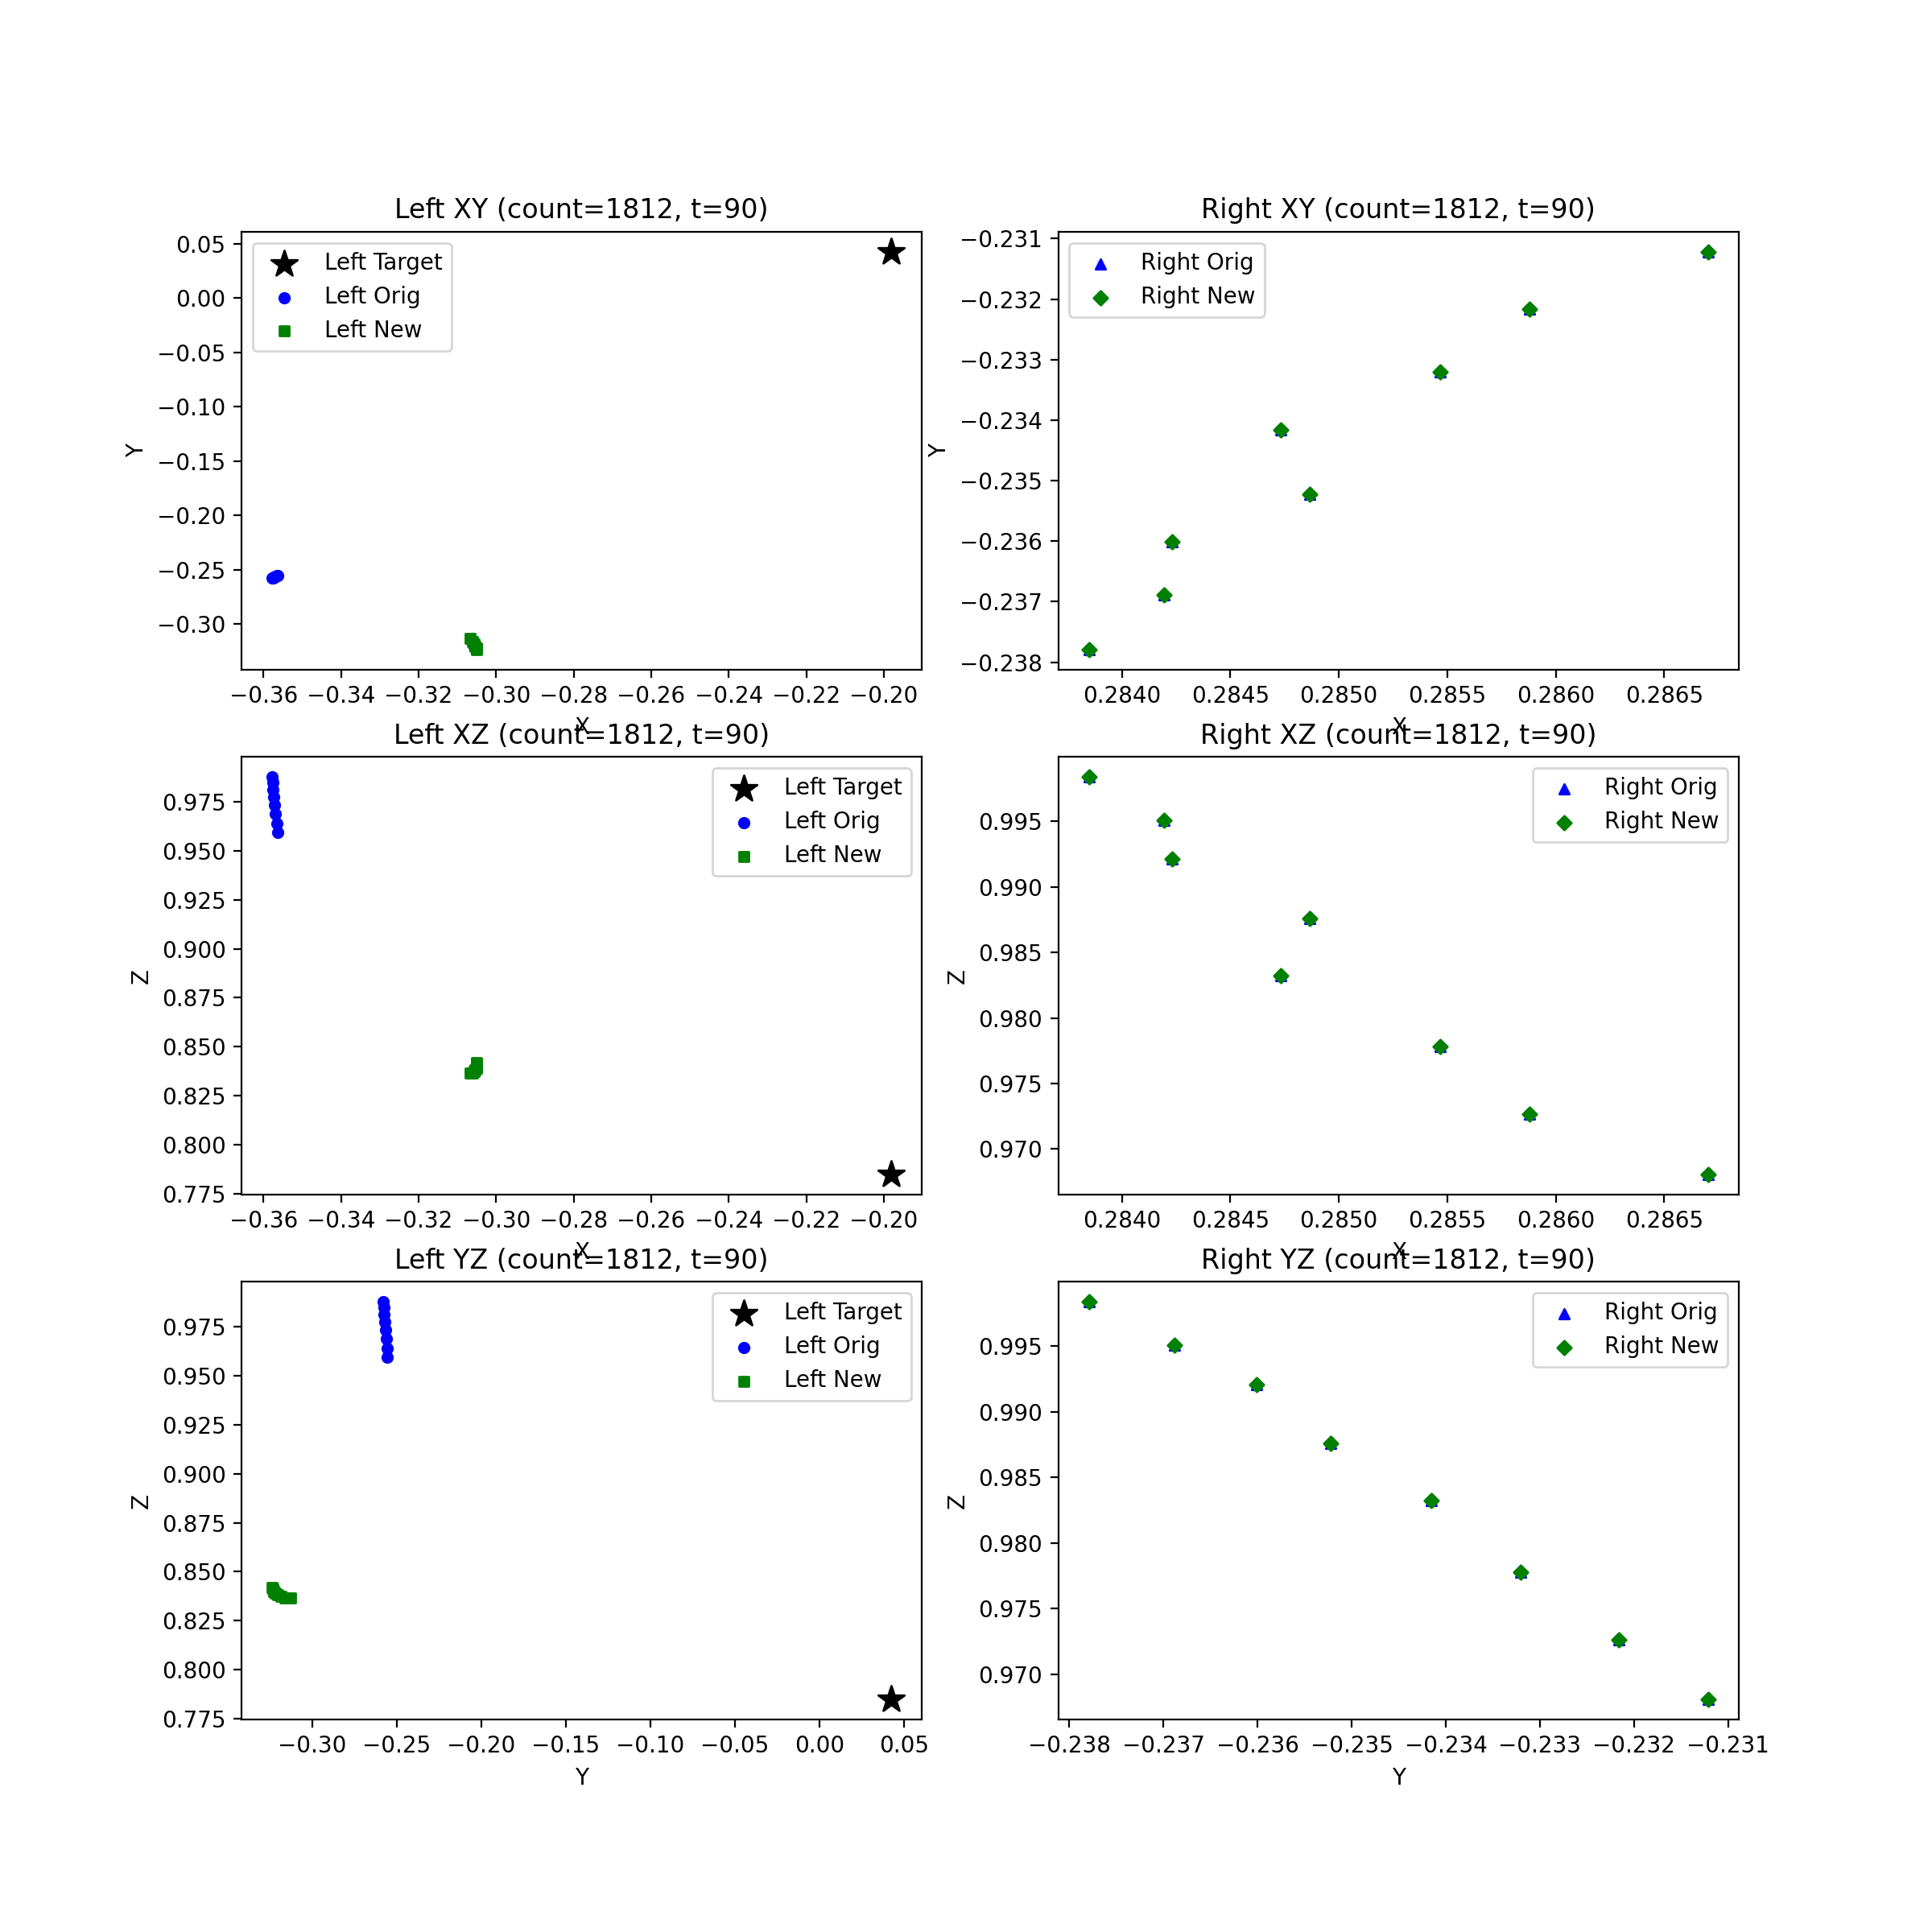 Left XY (count=1812, t=90)
0.05
0.00
−0.05
−0.10
−0.15
−0.20
−0.25
−0.30
Y
Left Target
Left Orig
Left New
−0.36 −0.34 −0.32 −0.30 −0.28 −0.26 −0.24 −0.22 −0.20
X
Right XY (count=1812, t=90)
−0.231
−0.232
−0.233
−0.234
−0.235
−0.236
−0.237
−0.238
Y
Right Orig
Right New
0.2840 0.2845 0.2850 0.2855 0.2860 0.2865
X
Left XZ (count=1812, t=90)
0.975
0.950
0.925
0.900
0.875
0.850
0.825
0.800
0.775
Z
Left Target
Left Orig
Left New
−0.36 −0.34 −0.32 −0.30 −0.28 −0.26 −0.24 −0.22 −0.20
X
Right XZ (count=1812, t=90)
0.995
0.990
0.985
0.980
0.975
0.970
Z
Right Orig
Right New
0.2840 0.2845 0.2850 0.2855 0.2860 0.2865
X
Left YZ (count=1812, t=90)
0.975
0.950
0.925
0.900
0.875
0.850
0.825
0.800
0.775
Z
Left Target
Left Orig
Left New
−0.30 −0.25 −0.20 −0.15 −0.10 −0.05 0.00 0.05
Y
Right YZ (count=1812, t=90)
0.995
0.990
0.985
0.980
0.975
0.970
Z
Right Orig
Right New
−0.238 −0.237 −0.236 −0.235 −0.234 −0.233 −0.232 −0.231
Y